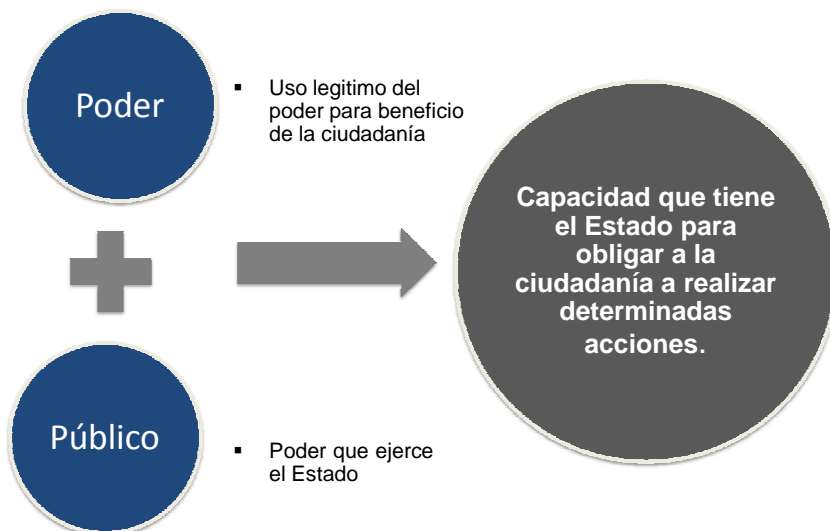 Poder
▪ Uso legitimo del
poder para beneficio
de la ciudadanía
Capacidad que tiene
el Estado para
obligar a la
ciudadanía a realizar
determinadas
acciones.
Público
▪ Poder que ejerce
el Estado